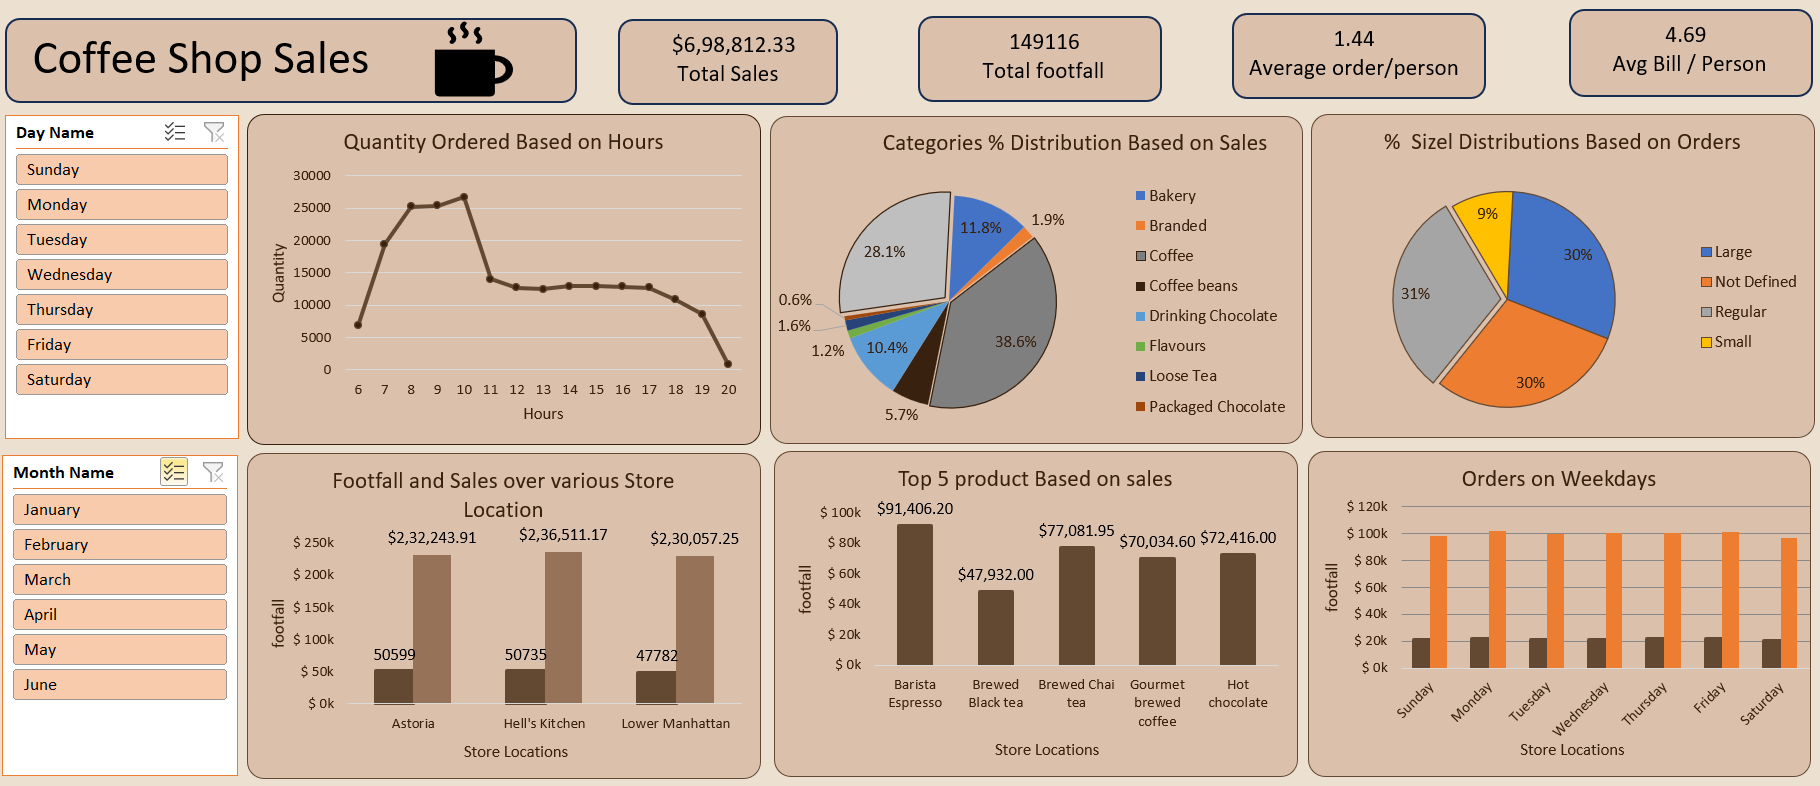 Coffee Shop Sales
$6,98,812.33
Total Sales
149116
Total footfall
1.44
Average order/person
4.69
Avg Bill / Person
Day Name
Sunday
Monday
Tuesday
Wednesday
Thursday
Friday
Saturday
Quantity Ordered Based on Hours
30000
25000
20000
15000
10000
5000
0
Quantity
6 7 8 9 10 11 12 13 14 15 16 17 18 19 20
Hours
Categories % Distribution Based on Sales
11.8%
1.9%
38.6%
5.7%
10.4%
1.2%
1.6%
0.6%
28.1%
Bakery
Branded
Coffee
Coffee beans
Drinking Chocolate
Flavours
Loose Tea
Packaged Chocolate
% Sizel Distributions Based on Orders
9%
30%
31%
30%
Large
Not Defined
Regular
Small
Month Name
January
February
March
April
May
June
Footfall and Sales over various Store
Location
$ 250k
$ 200k
$ 150k
$ 100k
$ 50k
$ 0k
footfall
$2,32,243.91
$2,36,511.17
$2,30,057.25
50599
50735
47782
Astoria
Hell's Kitchen
Lower Manhattan
Store Locations
Top 5 product Based on sales
$ 100k
$ 80k
$ 60k
$ 40k
$ 20k
$ 0k
footfall
$91,406.20
$47,932.00
$77,081.95
$70,034.60
$72,416.00
Barista
Espresso
Brewed
Black tea
Brewed Chai
tea
Gourmet
brewed
coffee
Hot
chocolate
Store Locations
Orders on Weekdays
$ 120k
$ 100k
$ 80k
$ 60k
$ 40k
$ 20k
$ 0k
footfall
Sunday
Monday
Tuesday
Wednesday
Thursday
Friday
Saturday
Store Locations